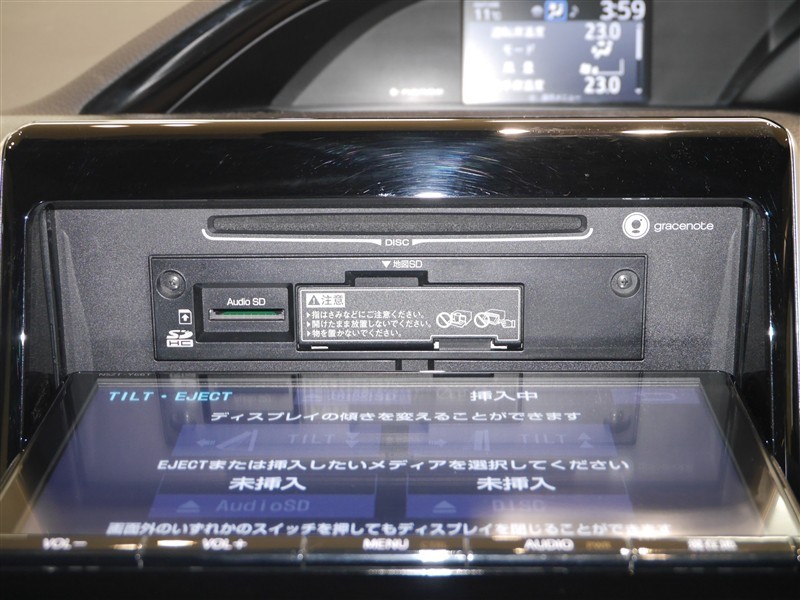 11℃
3:59
23.0
モード
風量
23.0
DISC
gracenote
▼地図SD
Audio SD
SD
HC
⚠注意
▶指はさみなどにご注意ください。
▶開けたまま放置しないでください。
▶物を置かないでください。
TILT・EJECT
挿入中
ディスプレイの傾きを変えることができます
TILT
TILT
EJECTまたは挿入したいメディアを選択してください
未挿入
未挿入
AudioSD
DISC
画面外のいずれかのスイッチを押してもディスプレイを閉じることができます
VOL−
VOL+
MENU
AUDIO
現在地